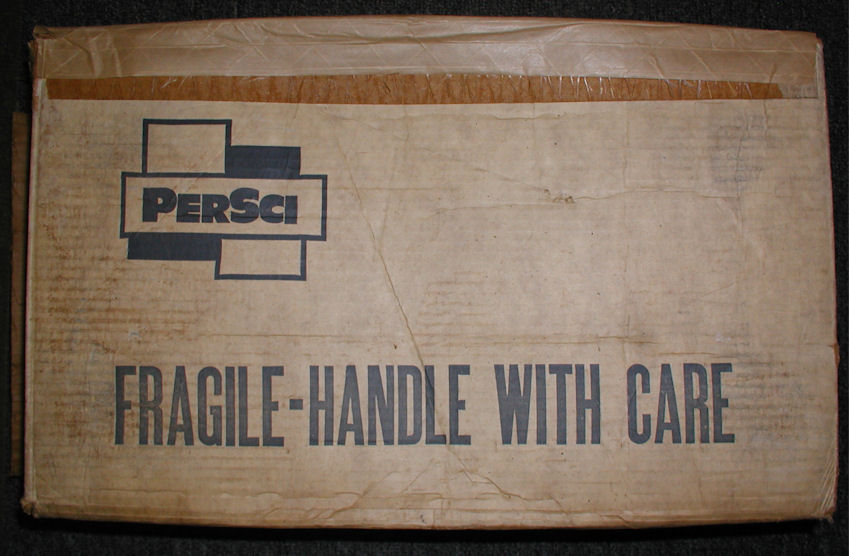 PERSCI
FRAGILE-HANDLE WITH CARE